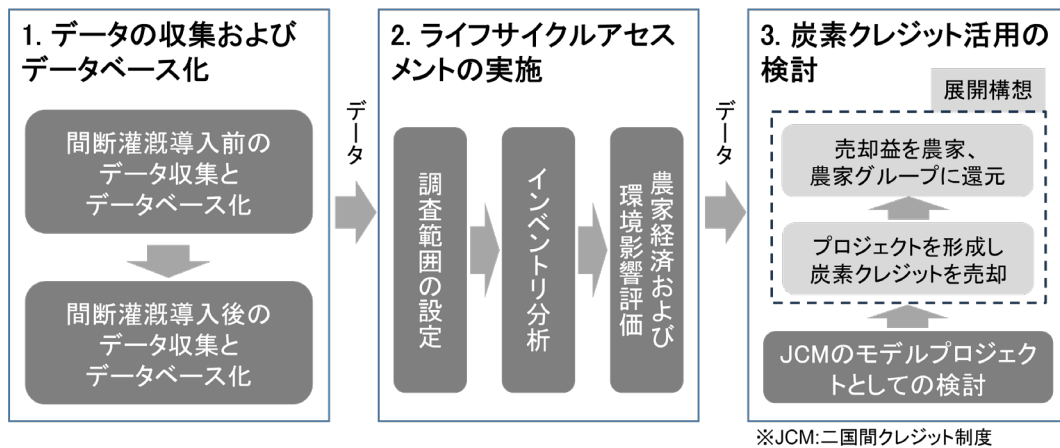 1. データの収集および
データベース化
間断灌漑導入前の
データ収集と
データベース化
間断灌漑導入後の
データ収集と
データベース化
データ
2. ライフサイクルアセス
メントの実施
調査範囲の設定
インベントリ分析
農家経済および
環境影響評価
データ
3. 炭素クレジット活用の
検討
展開構想
売却益を農家、
農家グループに還元
プロジェクトを形成し
炭素クレジットを売却
JCMのモデルプロジェク
トとしての検討
※JCM:二国間クレジット制度